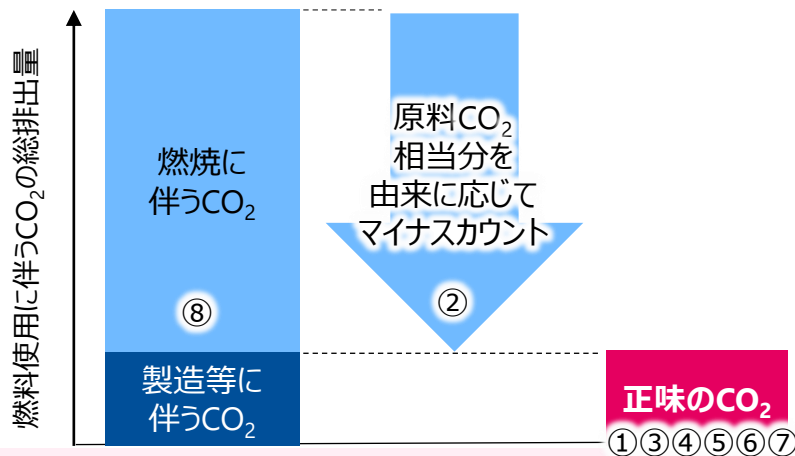 燃料使用に伴うCO₂の総排出量
燃焼に
伴うCO₂
⑧
製造等に
伴うCO₂
原料CO₂
相当分を
由来に応じて
マイナスカウント
②
正味のCO₂
①③④⑤⑥⑦